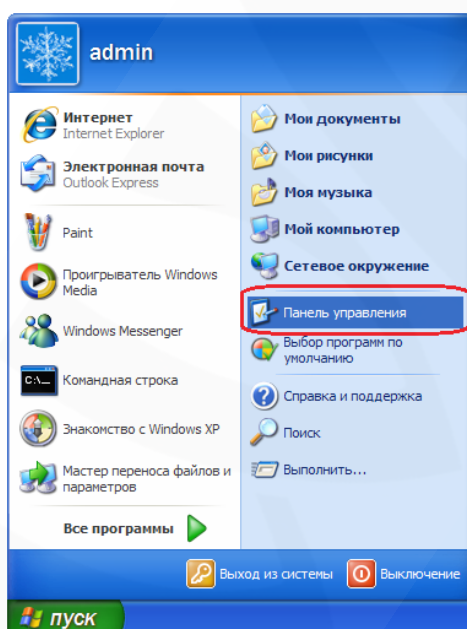 admin
Интернет
Internet Explorer
Электронная почта
Outlook Express
Paint
Проигрыватель Windows
Media
Windows Messenger
C:\_
Командная строка
Знакомство с Windows XP
Мастер переноса файлов и
параметров
Все программы
Мои документы
Мои рисунки
Моя музыка
Мой компьютер
Сетевое окружение
Панель управления
Выбор программ по
умолчанию
Справка и поддержка
Поиск
Выполнить...
Выход из системы
Выключение
пуск